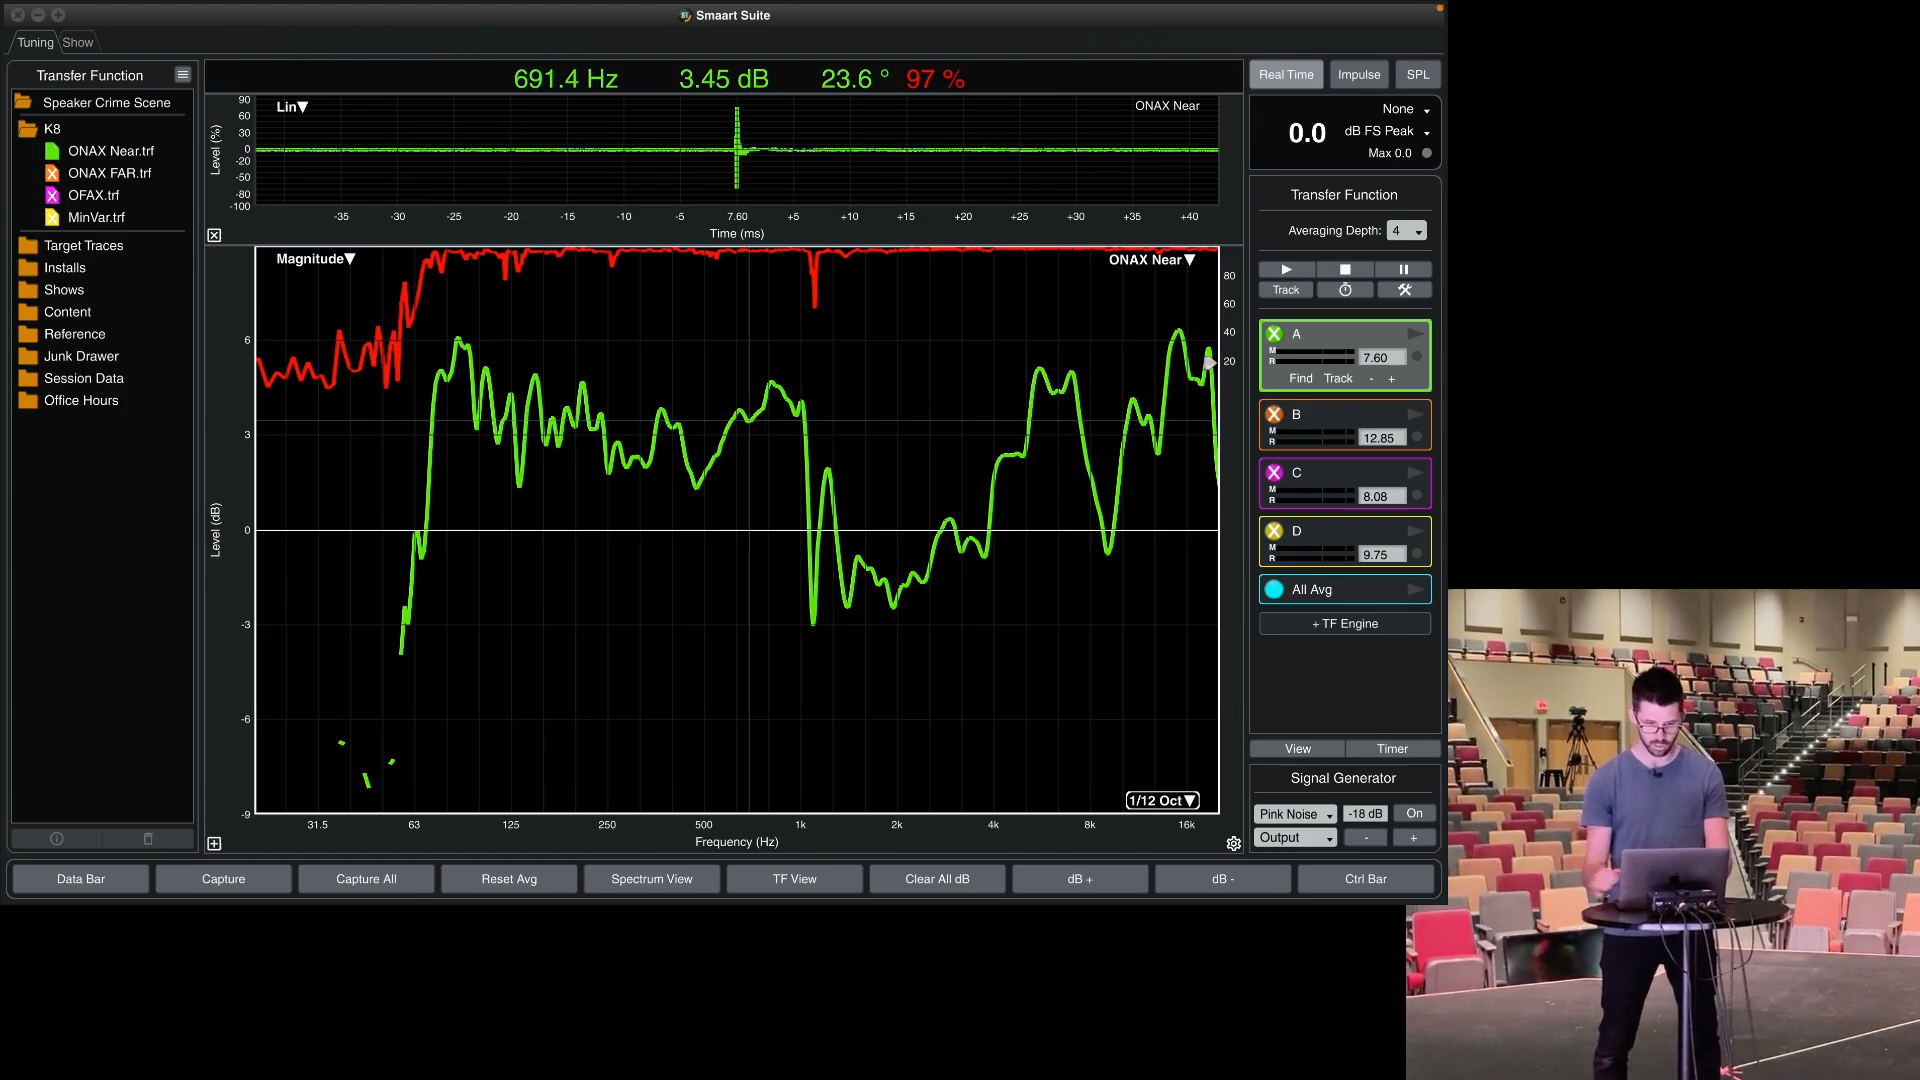 Smaart Suite
Tuning
Show
Transfer Function
Speaker Crime Scene
K8
ONAX Near.trf
ONAX FAR.trf
OFAX.trf
MinVar.trf
Target Traces
Installs
Shows
Content
Reference
Junk Drawer
Session Data
Office Hours
691.4 Hz 3.45 dB 23.6 ° 97 %
Lin▼
ONAX Near
Level (%)
90
60
30
0
-20
-50
-80
-100
-35 -30 -25 -20 -15 -10 -5 7.60 +5 +10 +15 +20 +25 +30 +35 +40
Time (ms)
Magnitude▼
ONAX Near▼
80
60
40
20
Level (dB)
6
3
0
-3
-6
-9
1/12 Oct▼
31.5 63 125 250 500 1k 2k 4k 8k 16k
Frequency (Hz)
Real Time Impulse SPL
0.0
None
dB FS Peak
Max 0.0
Transfer Function
Averaging Depth: 4
Track
A
M
R
7.60
Find Track - +
B
M
R
12.85
C
M
R
8.08
D
M
R
9.75
All Avg
+ TF Engine
View Timer
Signal Generator
Pink Noise -18 dB On
Output - +
Data Bar Capture Capture All Reset Avg Spectrum View TF View Clear All dB dB + dB - Ctrl Bar